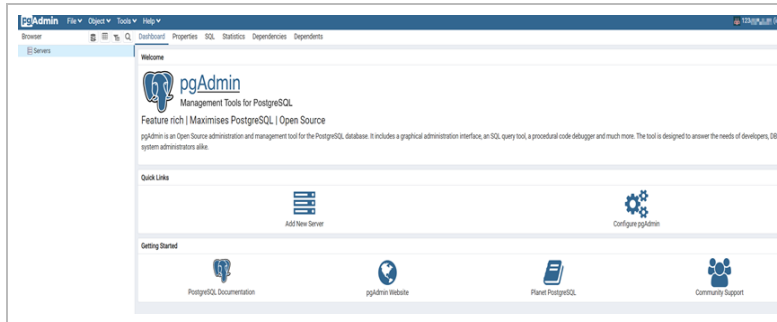 pgAdmin File Object Tools Help
Browser Dashboard Properties SQL Statistics Dependencies Dependents
Servers
Welcome
pgAdmin
Management Tools for PostgreSQL
Feature rich | Maximises PostgreSQL | Open Source
pgAdmin is an Open Source administration and management tool for the PostgreSQL database. It includes a graphical administration interface, an SQL query tool, a procedural code debugger and much more. The tool is designed to answer the needs of developers, DB
system administrators alike.
Quick Links
Add New Server Configure pgAdmin
Getting Started
PostgreSQL Documentation pgAdmin Website Planet PostgreSQL Community Support